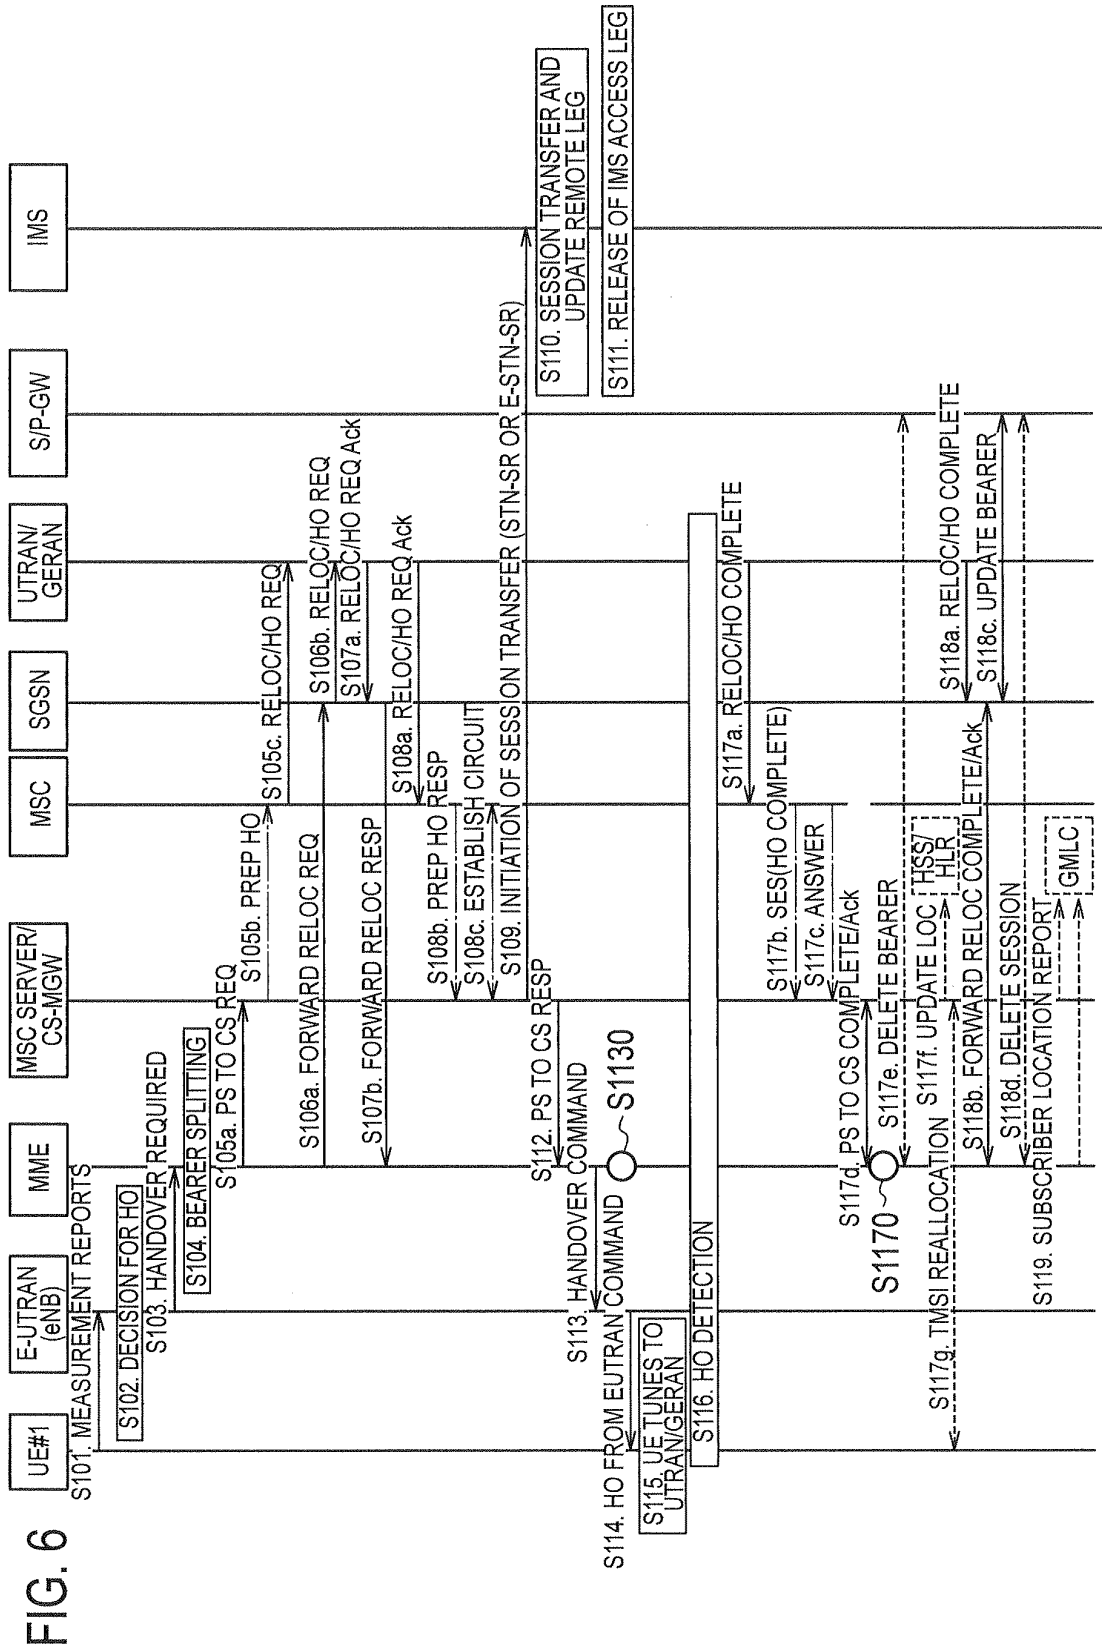 FIG. 6
UE#1
E-UTRAN
(eNB)
MME
MSC SERVER/
CS-MGW
MSC
SGSN
UTRAN/
GERAN
S/P-GW
IMS
S101. MEASUREMENT REPORTS
S102. DECISION FOR HO
S103. HANDOVER REQUIRED
S104. BEARER SPLITTING
S105a. PS TO CS REQ
S105b. PREP HO
S105c. RELOC/HO REQ
S106a. FORWARD RELOC REQ
S106b. RELOC/HO REQ
S107a. RELOC/HO REQ Ack
S107b. FORWARD RELOC RESP
S108a. RELOC/HO REQ Ack
S108b. PREP HO RESP
S108c. ESTABLISH CIRCUIT
S109. INITIATION OF SESSION TRANSFER (STN-SR OR E-STN-SR)
S110. SESSION TRANSFER AND
UPDATE REMOTE LEG
S111. RELEASE OF IMS ACCESS LEG
S112. PS TO CS RESP
S113. HANDOVER COMMAND
S1130
S114. HO FROM EUTRAN COMMAND
S115. UE TUNES TO
UTRAN/GERAN
S116. HO DETECTION
S117a. RELOC/HO COMPLETE
S117b. SES(HO COMPLETE)
S117c. ANSWER
S117d. PS TO CS COMPLETE/Ack
S1170
S117e. DELETE BEARER
S117f. UPDATE LOC
HSS/
HLR
S117g. TMSI REALLOCATION
S118a. RELOC/HO COMPLETE
S118b. FORWARD RELOC COMPLETE/Ack
S118c. UPDATE BEARER
S118d. DELETE SESSION
S119. SUBSCRIBER LOCATION REPORT
GMLC